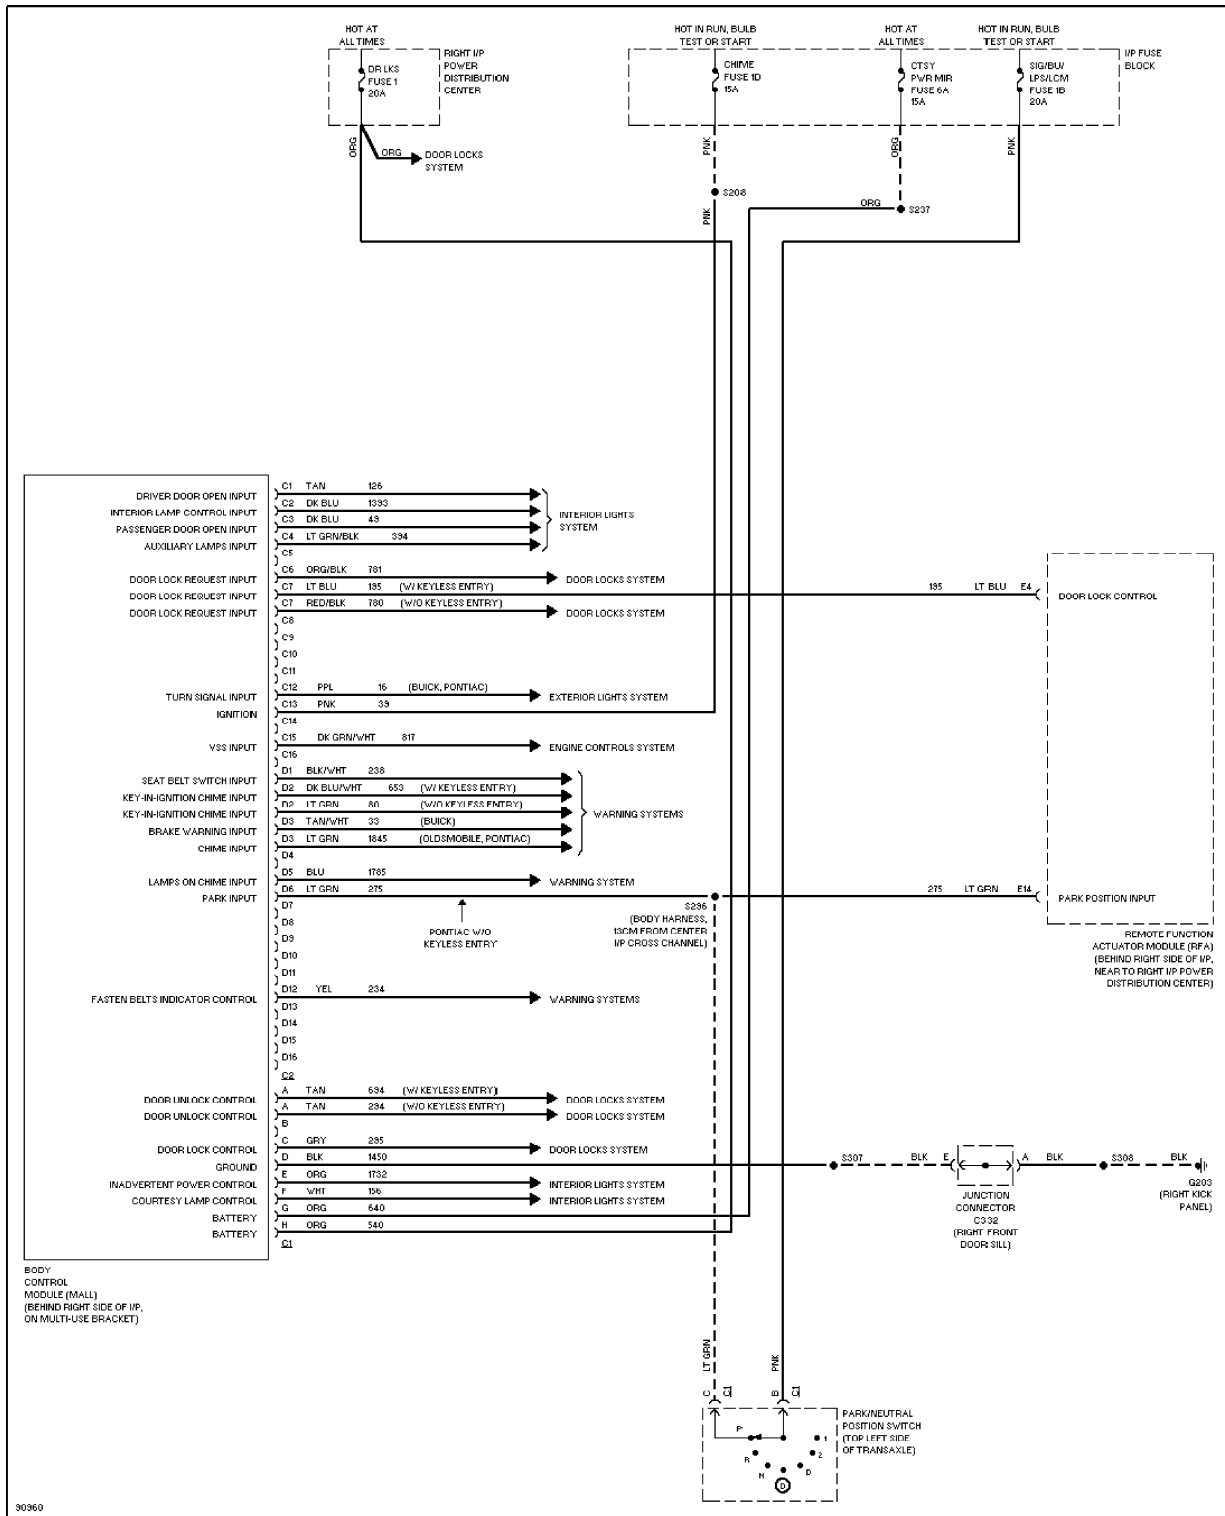 HOT AT
ALL TIMES
HOT IN RUN, BULB
TEST OR START
HOT AT
ALL TIMES
HOT IN RUN, BULB
TEST OR START
RIGHT I/P
POWER
DISTRIBUTION
CENTER
DR LKS
FUSE 1
20A
CHIME
FUSE 1D
15A
CTSY
PWR MIR
FUSE 6A
15A
SIG/BU/
LPS/LCM
FUSE 1B
20A
I/P FUSE
BLOCK
ORG
ORG
DOOR LOCKS
SYSTEM
PNK
ORG
PNK
S208
PNK
ORG
S237
DRIVER DOOR OPEN INPUT C1 TAN 126
INTERIOR LAMP CONTROL INPUT C2 DK BLU 1393
PASSENGER DOOR OPEN INPUT C3 DK BLU 49
AUXILIARY LAMPS INPUT C4 LT GRN/BLK 394
INTERIOR LIGHTS
SYSTEM
C5
DOOR LOCK REQUEST INPUT C6 ORG/BLK 781 DOOR LOCKS SYSTEM
DOOR LOCK REQUEST INPUT C7 LT BLU 195 (W/ KEYLESS ENTRY) 195 LT BLU E4 DOOR LOCK CONTROL
DOOR LOCK REQUEST INPUT C7 RED/BLK 780 (W/O KEYLESS ENTRY) DOOR LOCKS SYSTEM
C8
C9
C10
C11
TURN SIGNAL INPUT C12 PPL 16 (BUICK, PONTIAC) EXTERIOR LIGHTS SYSTEM
IGNITION C13 PNK 39
C14
VSS INPUT C15 DK GRN/WHT 817 ENGINE CONTROLS SYSTEM
C16
SEAT BELT SWITCH INPUT D1 BLK/WHT 238
KEY-IN-IGNITION CHIME INPUT D2 DK BLU/WHT 653 (W/ KEYLESS ENTRY)
KEY-IN-IGNITION CHIME INPUT D2 LT GRN 80 (W/O KEYLESS ENTRY)
BRAKE WARNING INPUT D3 TAN/WHT 33 (BUICK)
CHIME INPUT D3 LT GRN 1845 (OLDSMOBILE, PONTIAC)
WARNING SYSTEMS
D4
LAMPS ON CHIME INPUT D5 BLU 1785 WARNING SYSTEM
PARK INPUT D6 LT GRN 275 275 LT GRN E14 PARK POSITION INPUT
D7
PONTIAC W/O
KEYLESS ENTRY
S296
(BODY HARNESS,
13CM FROM CENTER
I/P CROSS CHANNEL)
REMOTE FUNCTION
ACTUATOR MODULE (RFA)
(BEHIND RIGHT SIDE OF I/P,
NEAR TO RIGHT I/P POWER
DISTRIBUTION CENTER)
D8
D9
D10
D11
FASTEN BELTS INDICATOR CONTROL D12 YEL 234 WARNING SYSTEMS
D13
D14
D15
D16
C2
DOOR UNLOCK CONTROL A TAN 694 (W/ KEYLESS ENTRY) DOOR LOCKS SYSTEM
DOOR UNLOCK CONTROL A TAN 294 (W/O KEYLESS ENTRY) DOOR LOCKS SYSTEM
B
DOOR LOCK CONTROL C GRY 295 DOOR LOCKS SYSTEM
GROUND D BLK 1450 S307 BLK E A BLK S308 BLK
INADVERTENT POWER CONTROL E ORG 1732 INTERIOR LIGHTS SYSTEM
COURTESY LAMP CONTROL F WHT 156 INTERIOR LIGHTS SYSTEM
BATTERY G ORG 640
BATTERY H ORG 540
C1
JUNCTION
CONNECTOR
C332
(RIGHT FRONT
DOOR SILL)
G203
(RIGHT KICK
PANEL)
BODY
CONTROL
MODULE (MALL)
(BEHIND RIGHT SIDE OF I/P,
ON MULTI-USE BRACKET)
LT GRN
PNK
C C1
B C1
PARK/NEUTRAL
POSITION SWITCH
(TOP LEFT SIDE
OF TRANSAXLE)
P
R
N
D
D
2
1
90960